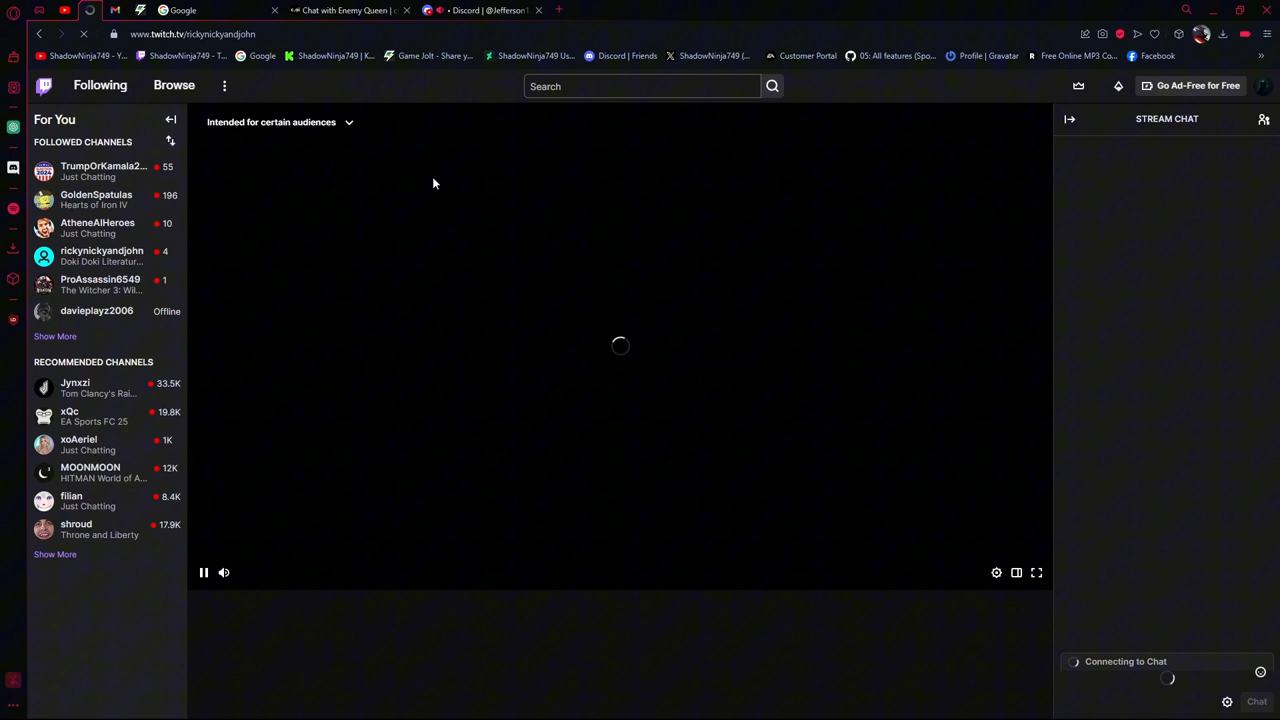 Google
Chat with Enemy Queen | c
Discord | @Jefferson
www.twitch.tv/rickynickyandjohn
ShadowNinja749 - Y...
ShadowNinja749 - T...
Google
ShadowNinja749 | K...
Game Jolt - Share y...
ShadowNinja749 Us...
Discord | Friends
ShadowNinja749 (...
Customer Portal
05: All features (Spo...
Profile | Gravatar
Free Online MP3 Co...
Facebook
Following
Browse
Search
Go Ad-Free for Free
For You
FOLLOWED CHANNELS
TrumpOrKamala2... 55
Just Chatting
GoldenSpatulas 196
Hearts of Iron IV
AtheneAIHeroes 10
Just Chatting
rickynickyandjohn 4
Doki Doki Literatur...
ProAssassin6549 1
The Witcher 3: Wil...
davieplayz2006 Offline
Show More
RECOMMENDED CHANNELS
Jynxzi 33.5K
Tom Clancy's Rai...
xQc 19.8K
EA Sports FC 25
xoAeriel 1K
Just Chatting
MOONMOON 12K
HITMAN World of A...
filian 8.4K
Just Chatting
shroud 17.9K
Throne and Liberty
Show More
Intended for certain audiences
STREAM CHAT
Connecting to Chat
Chat